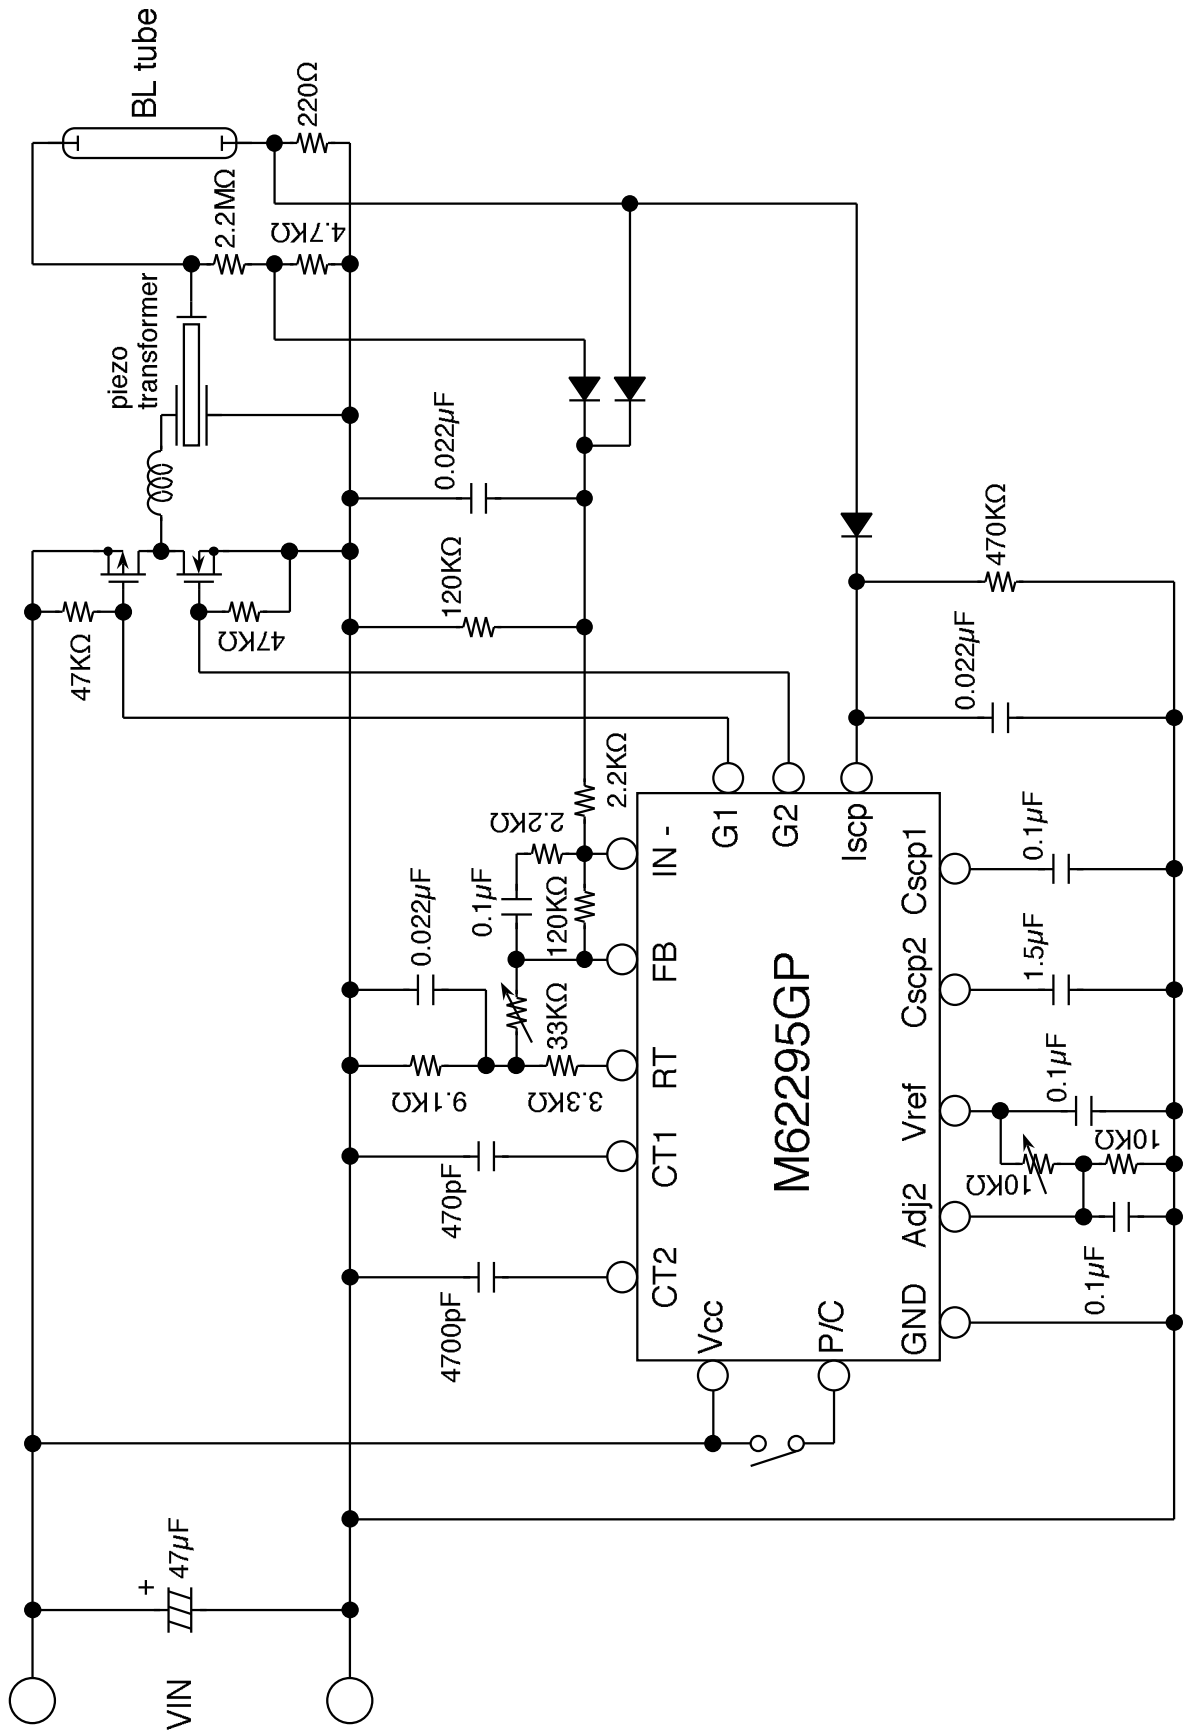 BL tube
220Ω
2.2MΩ
4.7KΩ
piezo
transformer
0.022µF
120KΩ
47KΩ
47KΩ
470KΩ
0.022µF
2.2KΩ
2.2KΩ
0.1µF
120KΩ
0.022µF
33KΩ
9.1KΩ
3.3KΩ
470pF
4700pF
IN -
FB
RT
CT1
CT2
G1
G2
Iscp
M62295GP
Vcc
P/C
Cscp1
Cscp2
Vref
Adj2
GND
0.1µF
1.5µF
0.1µF
10KΩ
10KΩ
0.1µF
+
47µF
VIN